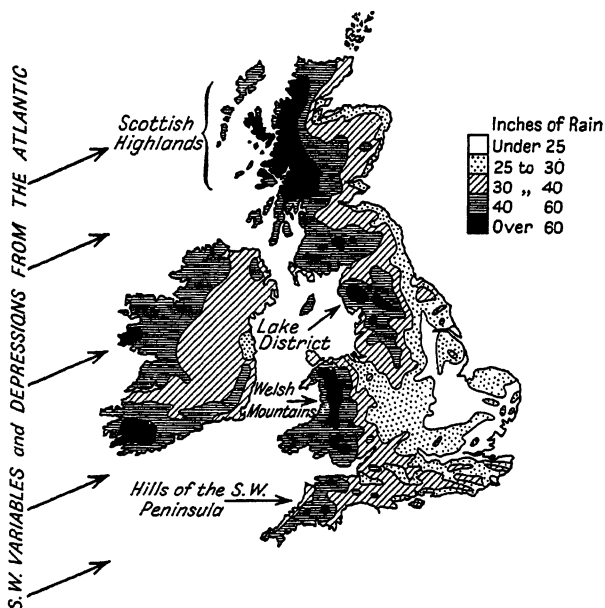 S.W. VARIABLES and DEPRESSIONS FROM THE ATLANTIC
Scottish
Highlands
Inches of Rain
Under 25
25 to 30
30 „ 40
40 60
Over 60
Lake
District
Welsh
Mountains
Hills of the S.W.
Peninsula